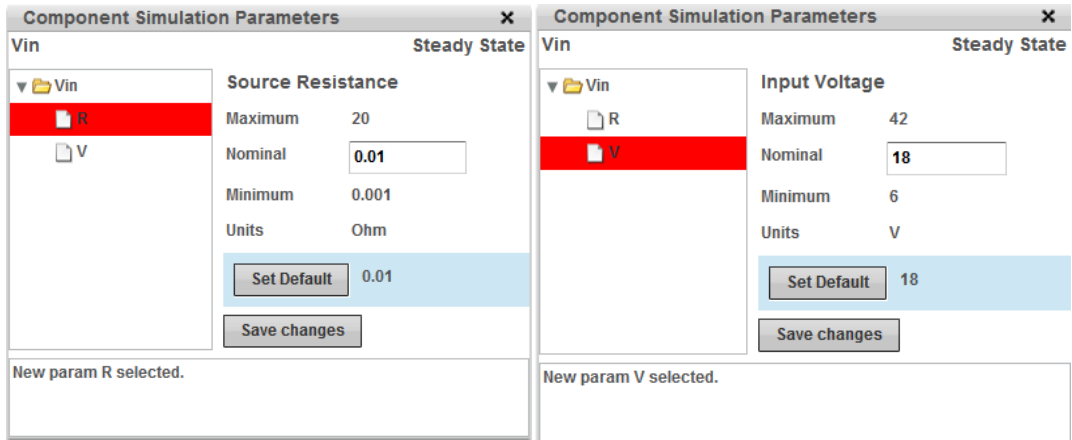 Component Simulation Parameters ×
Vin Steady State
Vin
R
V
Source Resistance
Maximum 20
Nominal 0.01
Minimum 0.001
Units Ohm
Set Default 0.01
Save changes
New param R selected.
Component Simulation Parameters ×
Vin Steady State
Vin
R
V
Input Voltage
Maximum 42
Nominal 18
Minimum 6
Units V
Set Default 18
Save changes
New param V selected.